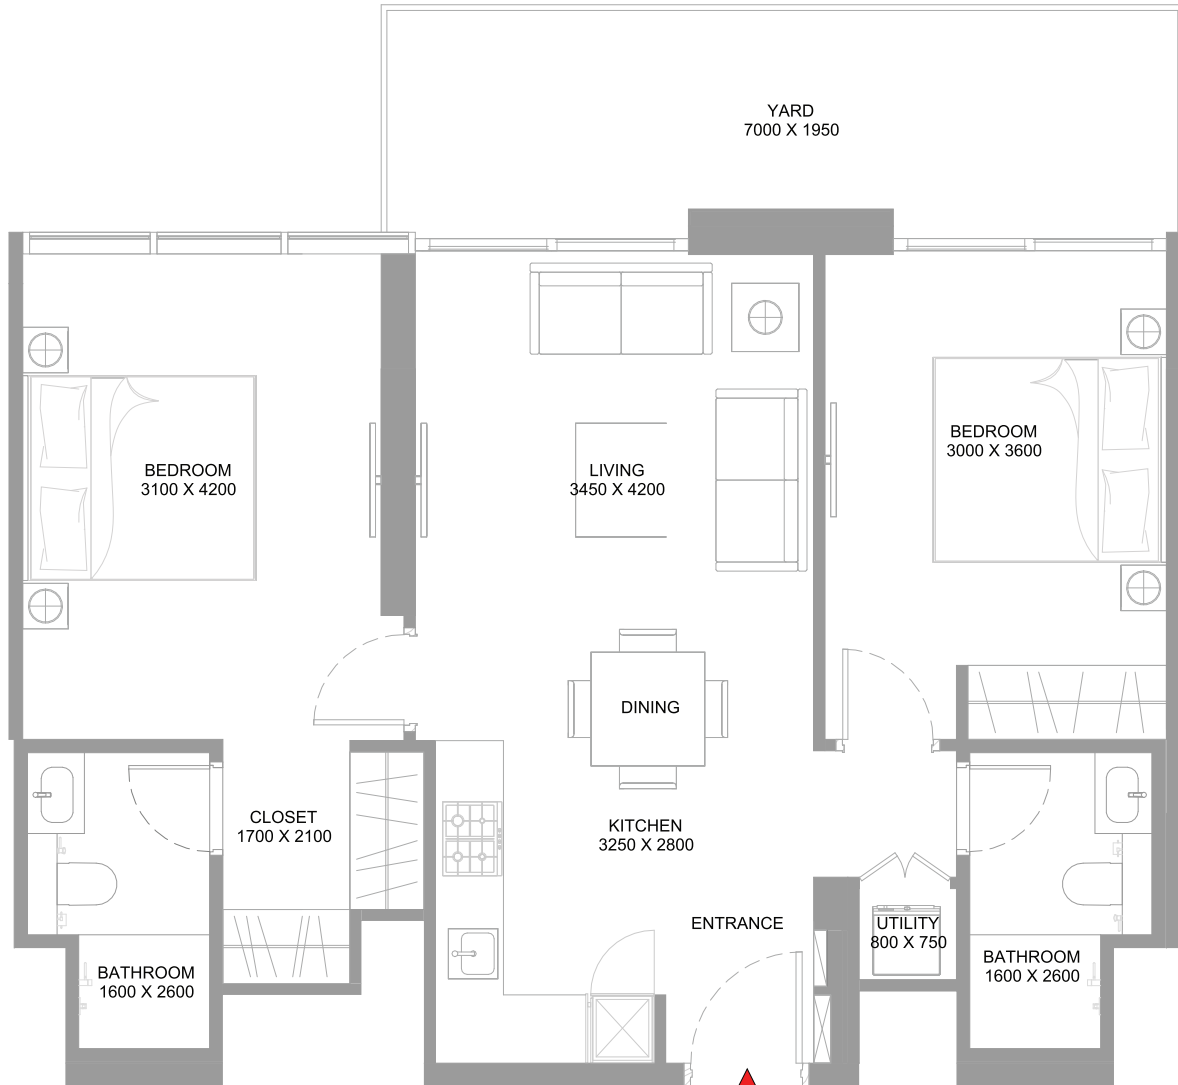 YARD
7000 X 1950
BEDROOM
3100 X 4200
LIVING
3450 X 4200
BEDROOM
3000 X 3600
DINING
CLOSET
1700 X 2100
KITCHEN
3250 X 2800
ENTRANCE
UTILITY
800 X 750
BATHROOM
1600 X 2600
BATHROOM
1600 X 2600